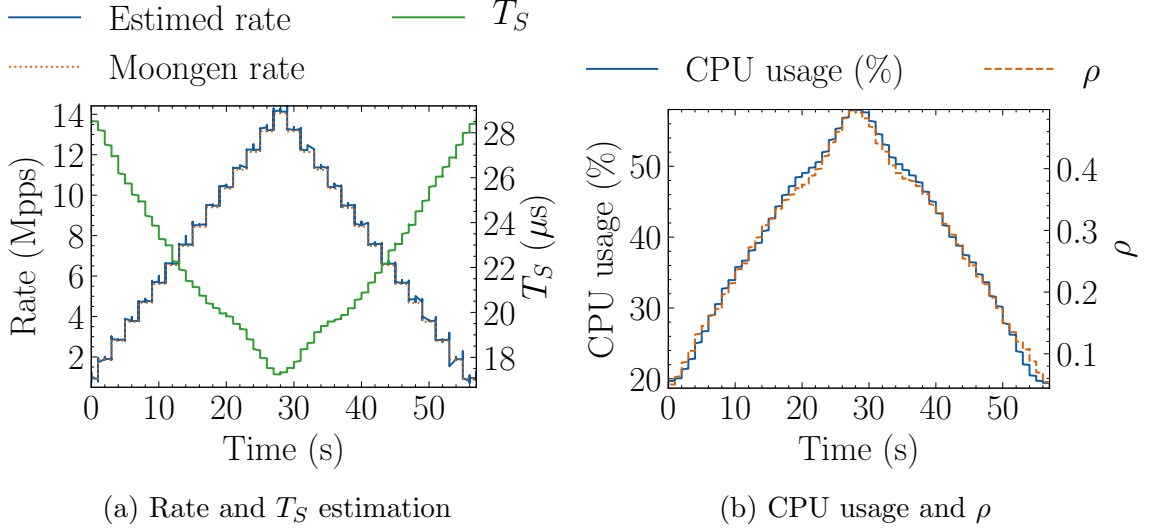 Estimed rate
T_S
Moongen rate
CPU usage (%)
ρ
14
12
10
8
6
4
2
Rate (Mpps)
28
26
24
22
20
18
T_S (μs)
0
10
20
30
40
50
Time (s)
50
40
30
20
CPU usage (%)
0.4
0.3
0.2
0.1
ρ
0
10
20
30
40
50
Time (s)
(a) Rate and T_S estimation
(b) CPU usage and ρ